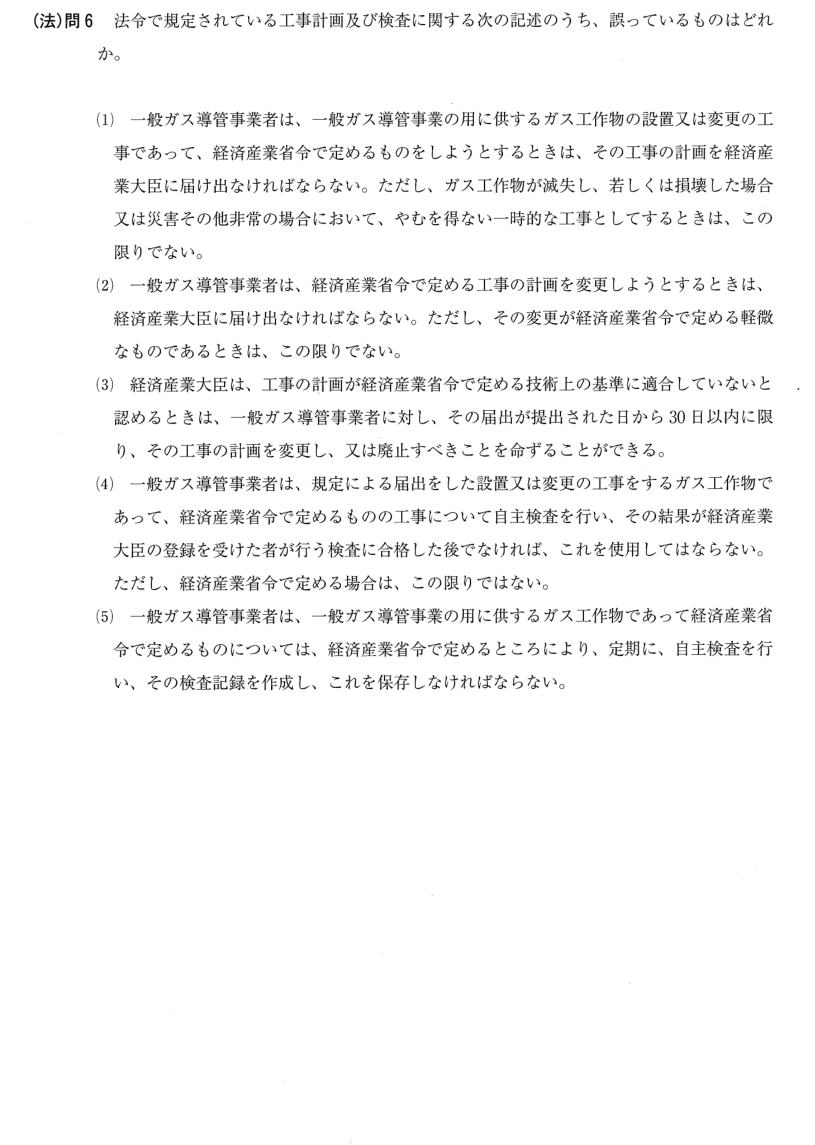 (法)問6　法令で規定されている工事計画及び検査に関する次の記述のうち、誤っているものはどれ
か。
⑴　一般ガス導管事業者は、一般ガス導管事業の用に供するガス工作物の設置又は変更の工
事であって、経済産業省令で定めるものをしようとするときは、その工事の計画を経済産
業大臣に届け出なければならない。ただし、ガス工作物が滅失し、若しくは損壊した場合
又は災害その他非常の場合において、やむを得ない一時的な工事としてするときは、この
限りでない。
⑵　一般ガス導管事業者は、経済産業省令で定める工事の計画を変更しようとするときは、
経済産業大臣に届け出なければならない。ただし、その変更が経済産業省令で定める軽微
なものであるときは、この限りでない。
⑶　経済産業大臣は、工事の計画が経済産業省令で定める技術上の基準に適合していないと
認めるときは、一般ガス導管事業者に対し、その届出が提出された日から30日以内に限
り、その工事の計画を変更し、又は廃止すべきことを命ずることができる。
⑷　一般ガス導管事業者は、規定による届出をした設置又は変更の工事をするガス工作物で
あって、経済産業省令で定めるものの工事について自主検査を行い、その結果が経済産業
大臣の登録を受けた者が行う検査に合格した後でなければ、これを使用してはならない。
ただし、経済産業省令で定める場合は、この限りではない。
⑸　一般ガス導管事業者は、一般ガス導管事業の用に供するガス工作物であって経済産業省
令で定めるものについては、経済産業省令で定めるところにより、定期に、自主検査を行
い、その検査記録を作成し、これを保存しなければならない。